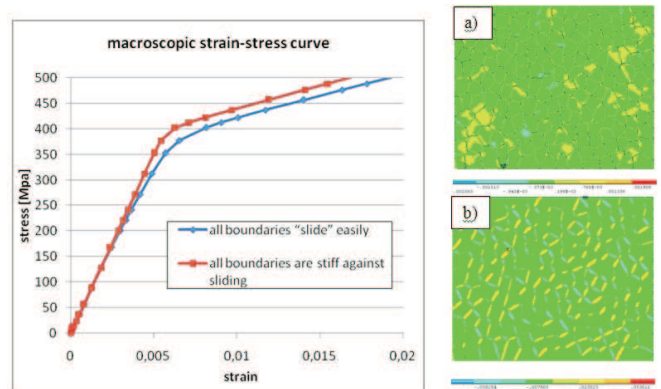 macroscopic strain-stress curve
500
450
400
350
300
250
200
150
100
50
0
stress [Mpa]
all boundaries "slide" easily
all boundaries are stiff against
sliding
0
0,005
0,01
0,015
0,02
strain
a)
b)